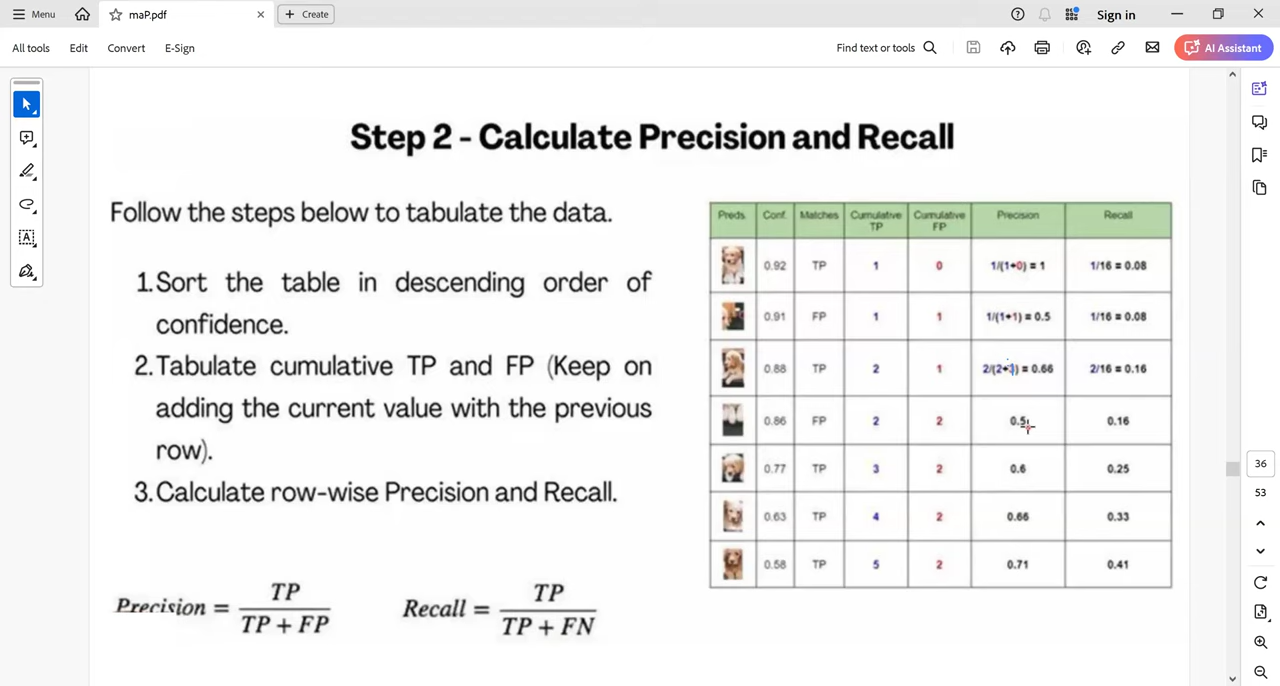 Menu
maP.pdf
Create
Sign in
All tools
Edit
Convert
E-Sign
Find text or tools
AI Assistant
Step 2 - Calculate Precision and Recall
Follow the steps below to tabulate the data.
1. Sort the table in descending order of
confidence.
2. Tabulate cumulative TP and FP (Keep on
adding the current value with the previous
row).
3. Calculate row-wise Precision and Recall.
Precision = TP / TP + FP
Recall = TP / TP + FN
Preds. Conf. Matches Cumulative TP Cumulative FP Precision Recall
0.92 TP 1 0 1/(1+0) = 1 1/16 = 0.08
0.91 FP 1 1 1/(1+1) = 0.5 1/16 = 0.08
0.88 TP 2 1 2/(2+3) = 0.66 2/16 = 0.16
0.86 FP 2 2 0.5 0.16
0.77 TP 3 2 0.6 0.25
0.63 TP 4 2 0.66 0.33
0.58 TP 5 2 0.71 0.41
36
53